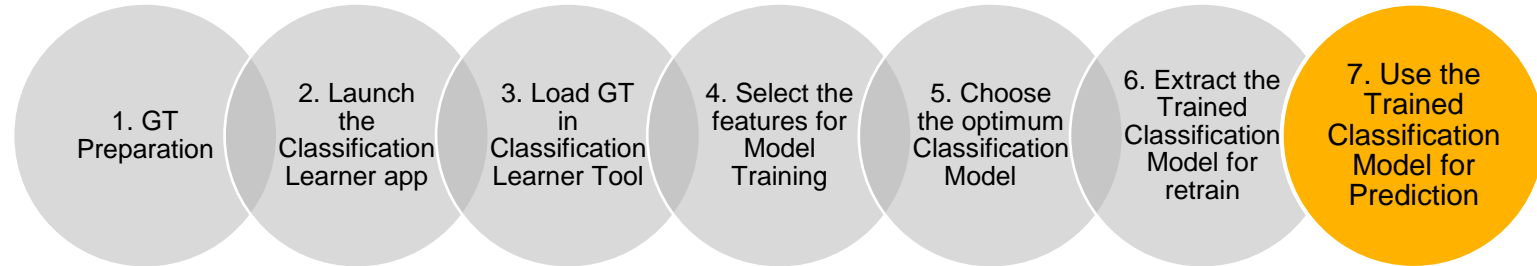 1. GT
Preparation
2. Launch
the
Classification
Learner app
3. Load GT
in
Classification
Learner Tool
4. Select the
features for
Model
Training
5. Choose
the optimum
Classification
Model
6. Extract the
Trained
Classification
Model for
retrain
7. Use the
Trained
Classification
Model for
Prediction